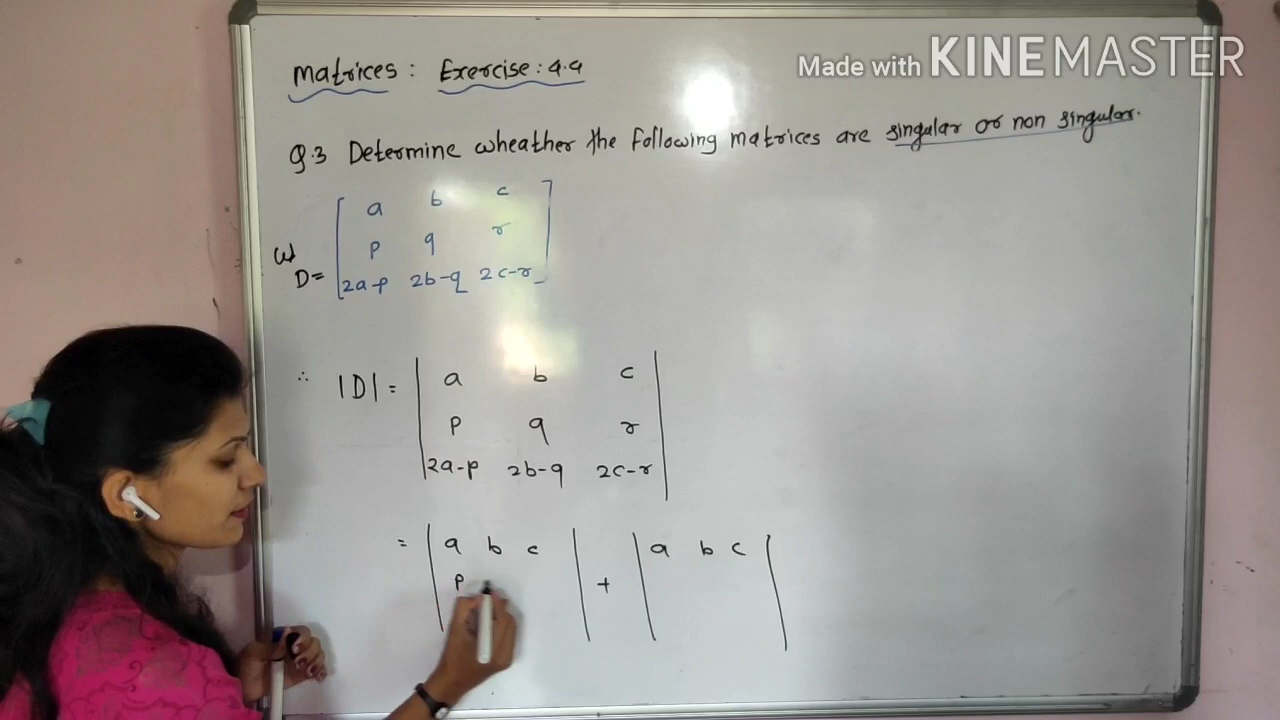 Made with KINEMASTER
Matrices : Exercise : 4.4
Q.3 Determine wheather the following matrices are singular or non singular.
a b c
p q r
D= 2a-p 2b-q 2c-r
∴ |D| = | a b c |
p q r
2a-p 2b-q 2c-r
= | a b c | + | a b c |
p